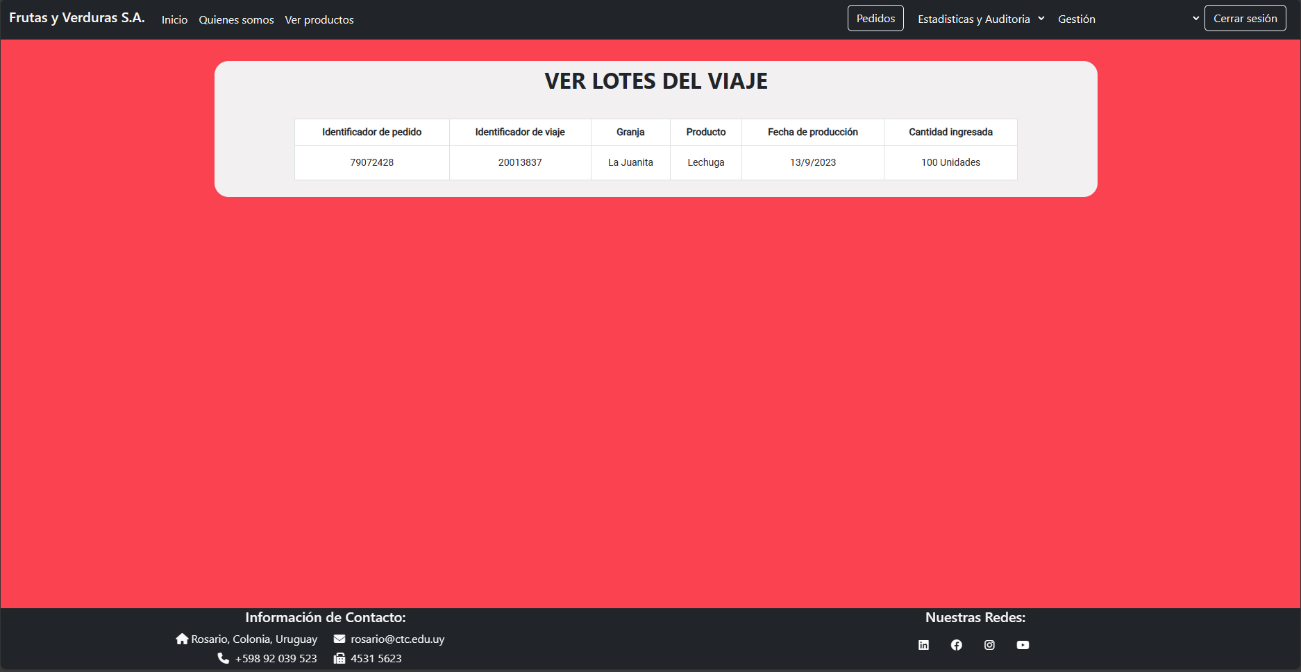 Frutas y Verduras S.A. Inicio Quienes somos Ver productos Pedidos Estadisticas y Auditoria Gestión Cerrar sesión
VER LOTES DEL VIAJE
Identificador de pedido Identificador de viaje Granja Producto Fecha de producción Cantidad ingresada
79072428 20013837 La Juanita Lechuga 13/9/2023 100 Unidades
Información de Contacto:
Rosario, Colonia, Uruguay rosario@ctc.edu.uy
+598 92 039 523 4531 5623
Nuestras Redes: